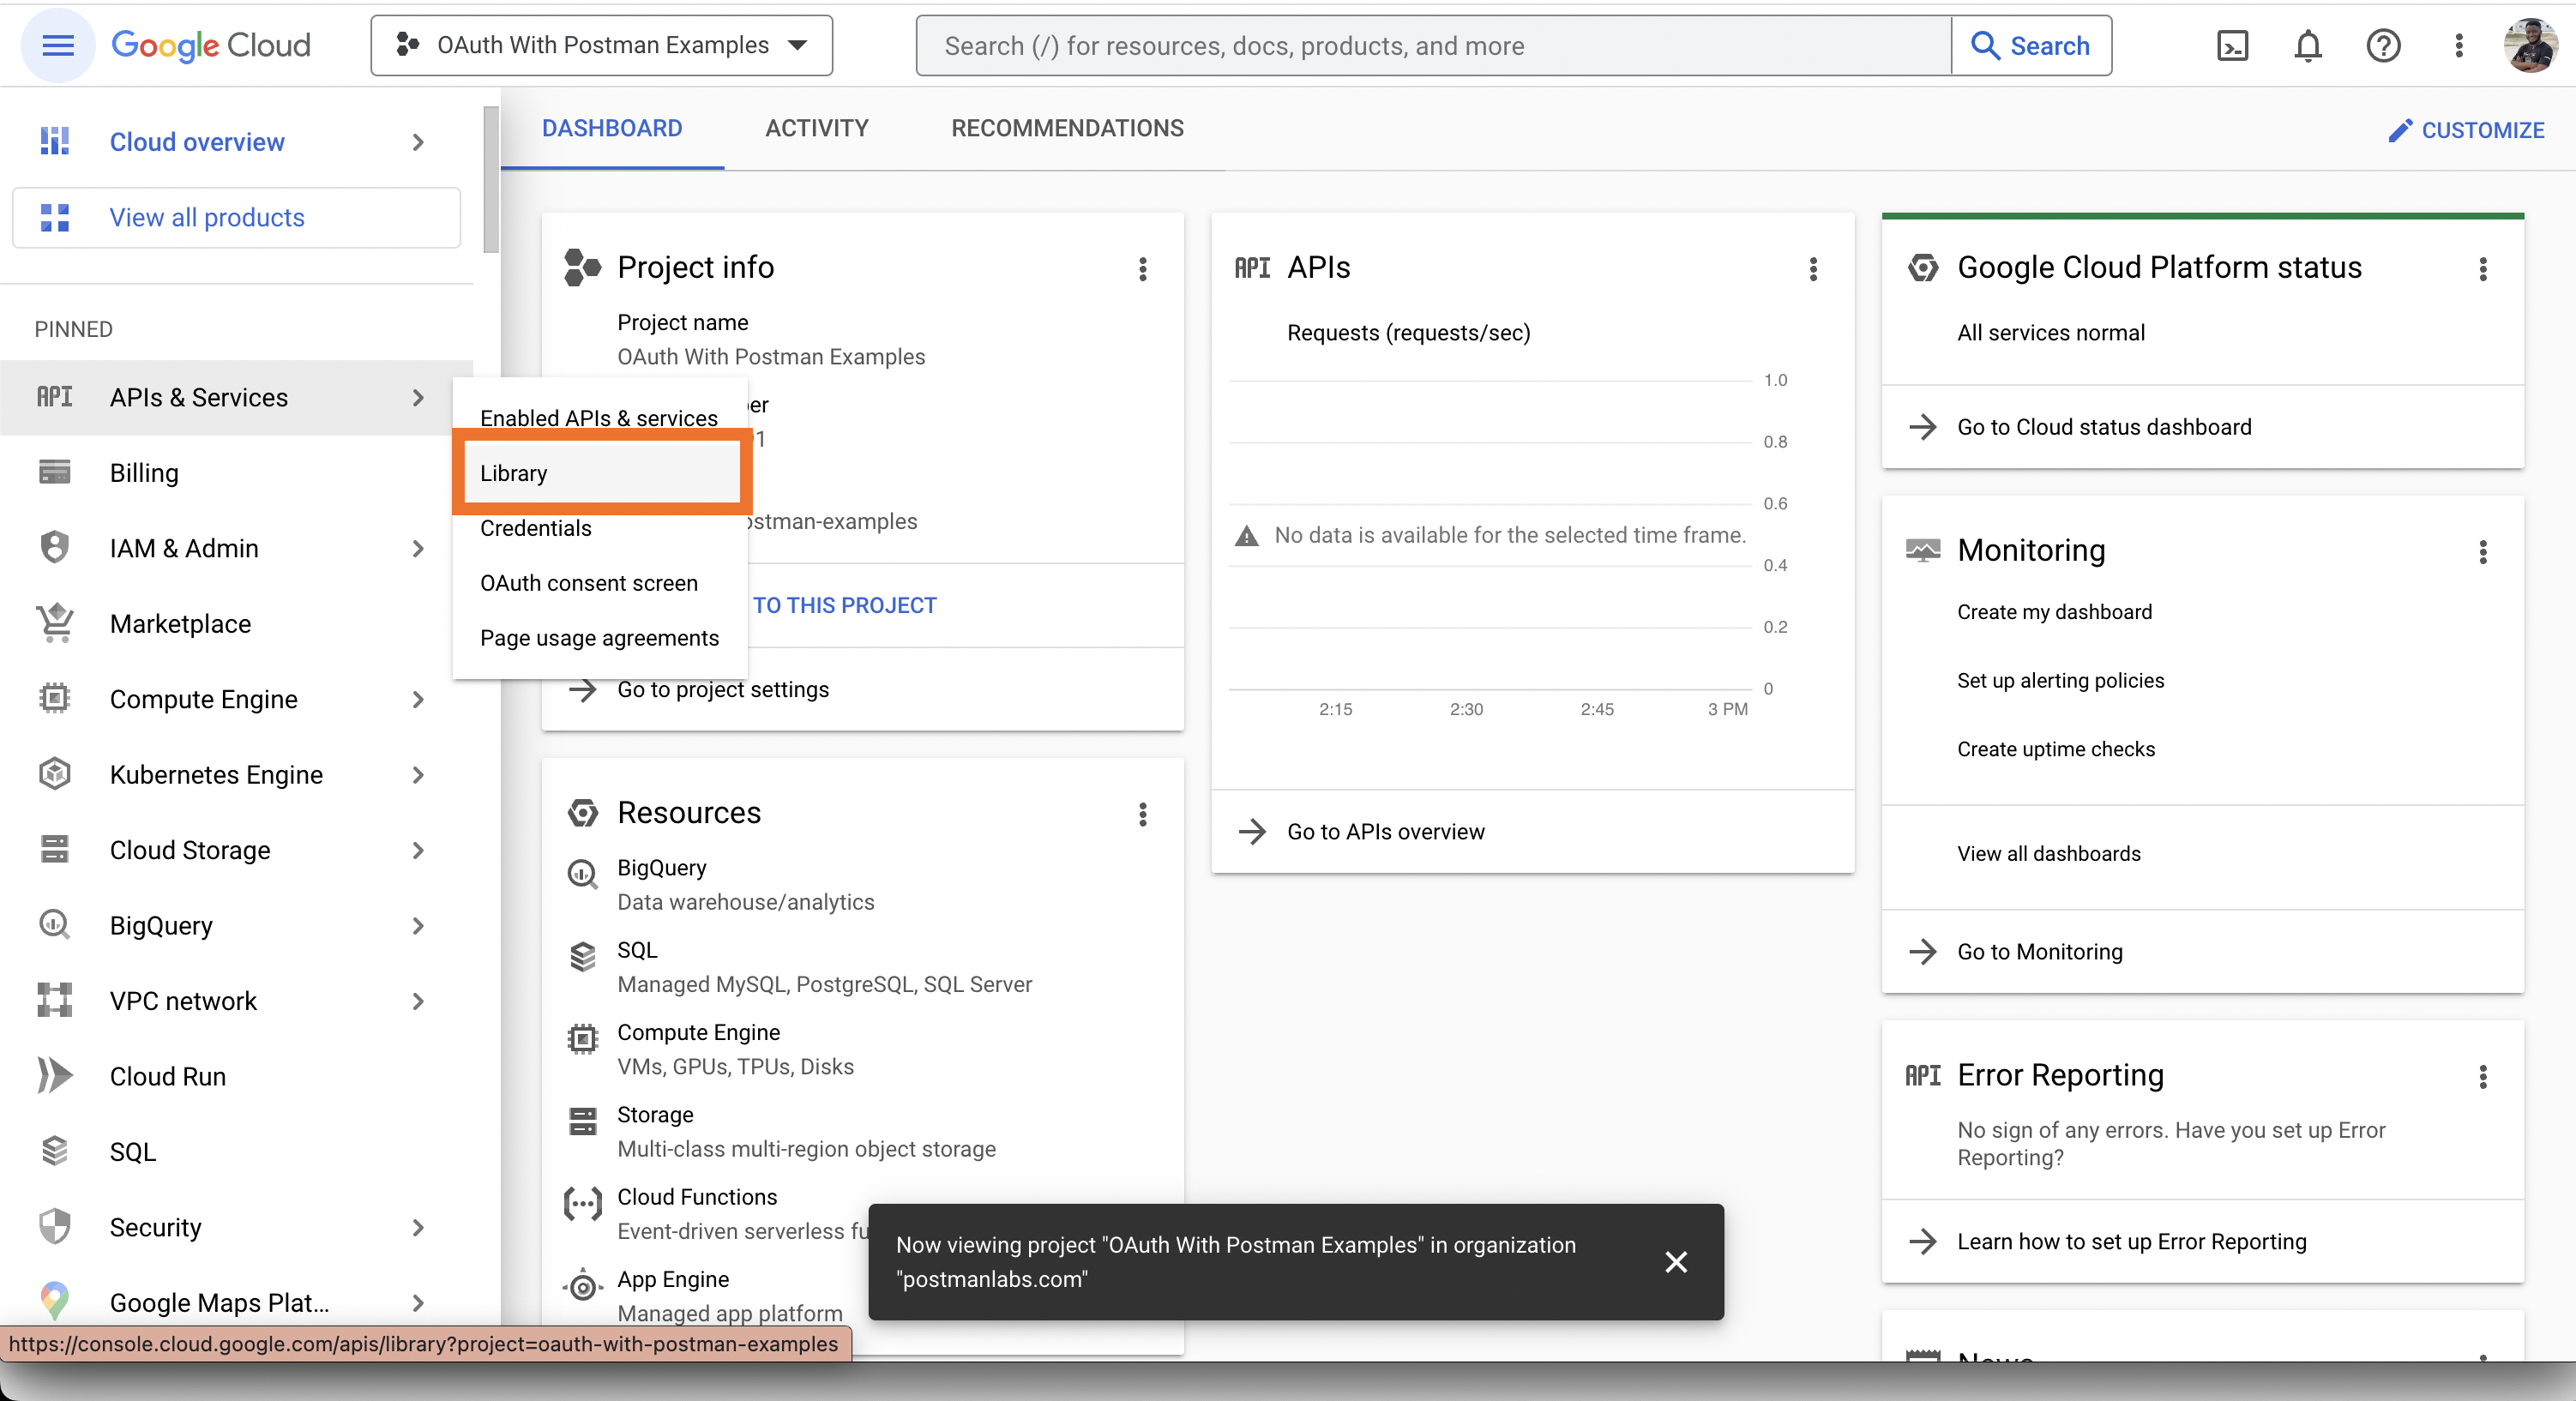 Google Cloud
OAuth With Postman Examples
Search (/) for resources, docs, products, and more
Search
Cloud overview
View all products
PINNED
API
APIs & Services
Billing
IAM & Admin
Marketplace
Compute Engine
Kubernetes Engine
Cloud Storage
BigQuery
VPC network
Cloud Run
SQL
Security
Google Maps Plat...
https://console.cloud.google.com/apis/library?project=oauth-with-postman-examples
Enabled APIs & services
Library
Credentials
OAuth consent screen
Page usage agreements
DASHBOARD
ACTIVITY
RECOMMENDATIONS
CUSTOMIZE
Project info
Project name
OAuth With Postman Examples
TO THIS PROJECT
Go to project settings
Resources
BigQuery
Data warehouse/analytics
SQL
Managed MySQL, PostgreSQL, SQL Server
Compute Engine
VMs, GPUs, TPUs, Disks
Storage
Multi-class multi-region object storage
Cloud Functions
Event-driven serverless
App Engine
Managed app platform
API APIs
Requests (requests/sec)
1.0
0.8
0.6
No data is available for the selected time frame.
0.4
0.2
0
2:15 2:30 2:45 3 PM
Go to APIs overview
Google Cloud Platform status
All services normal
Go to Cloud status dashboard
Monitoring
Create my dashboard
Set up alerting policies
Create uptime checks
View all dashboards
Go to Monitoring
API Error Reporting
No sign of any errors. Have you set up Error
Reporting?
Learn how to set up Error Reporting
Now viewing project "OAuth With Postman Examples" in organization
"postmanlabs.com"